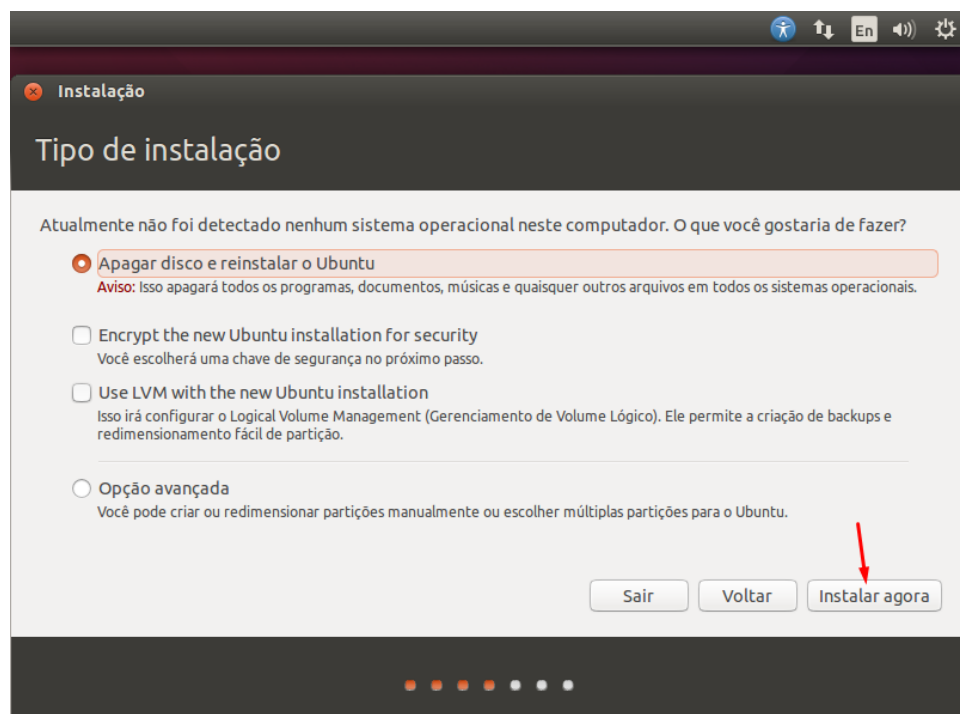 En
Instalação
Tipo de instalação
Atualmente não foi detectado nenhum sistema operacional neste computador. O que você gostaria de fazer?
Apagar disco e reinstalar o Ubuntu
Aviso: Isso apagará todos os programas, documentos, músicas e quaisquer outros arquivos em todos os sistemas operacionais.
Encrypt the new Ubuntu installation for security
Você escolherá uma chave de segurança no próximo passo.
Use LVM with the new Ubuntu installation
Isso irá configurar o Logical Volume Management (Gerenciamento de Volume Lógico). Ele permite a criação de backups e
redimensionamento fácil de partição.
Opção avançada
Você pode criar ou redimensionar partições manualmente ou escolher múltiplas partições para o Ubuntu.
Sair Voltar Instalar agora